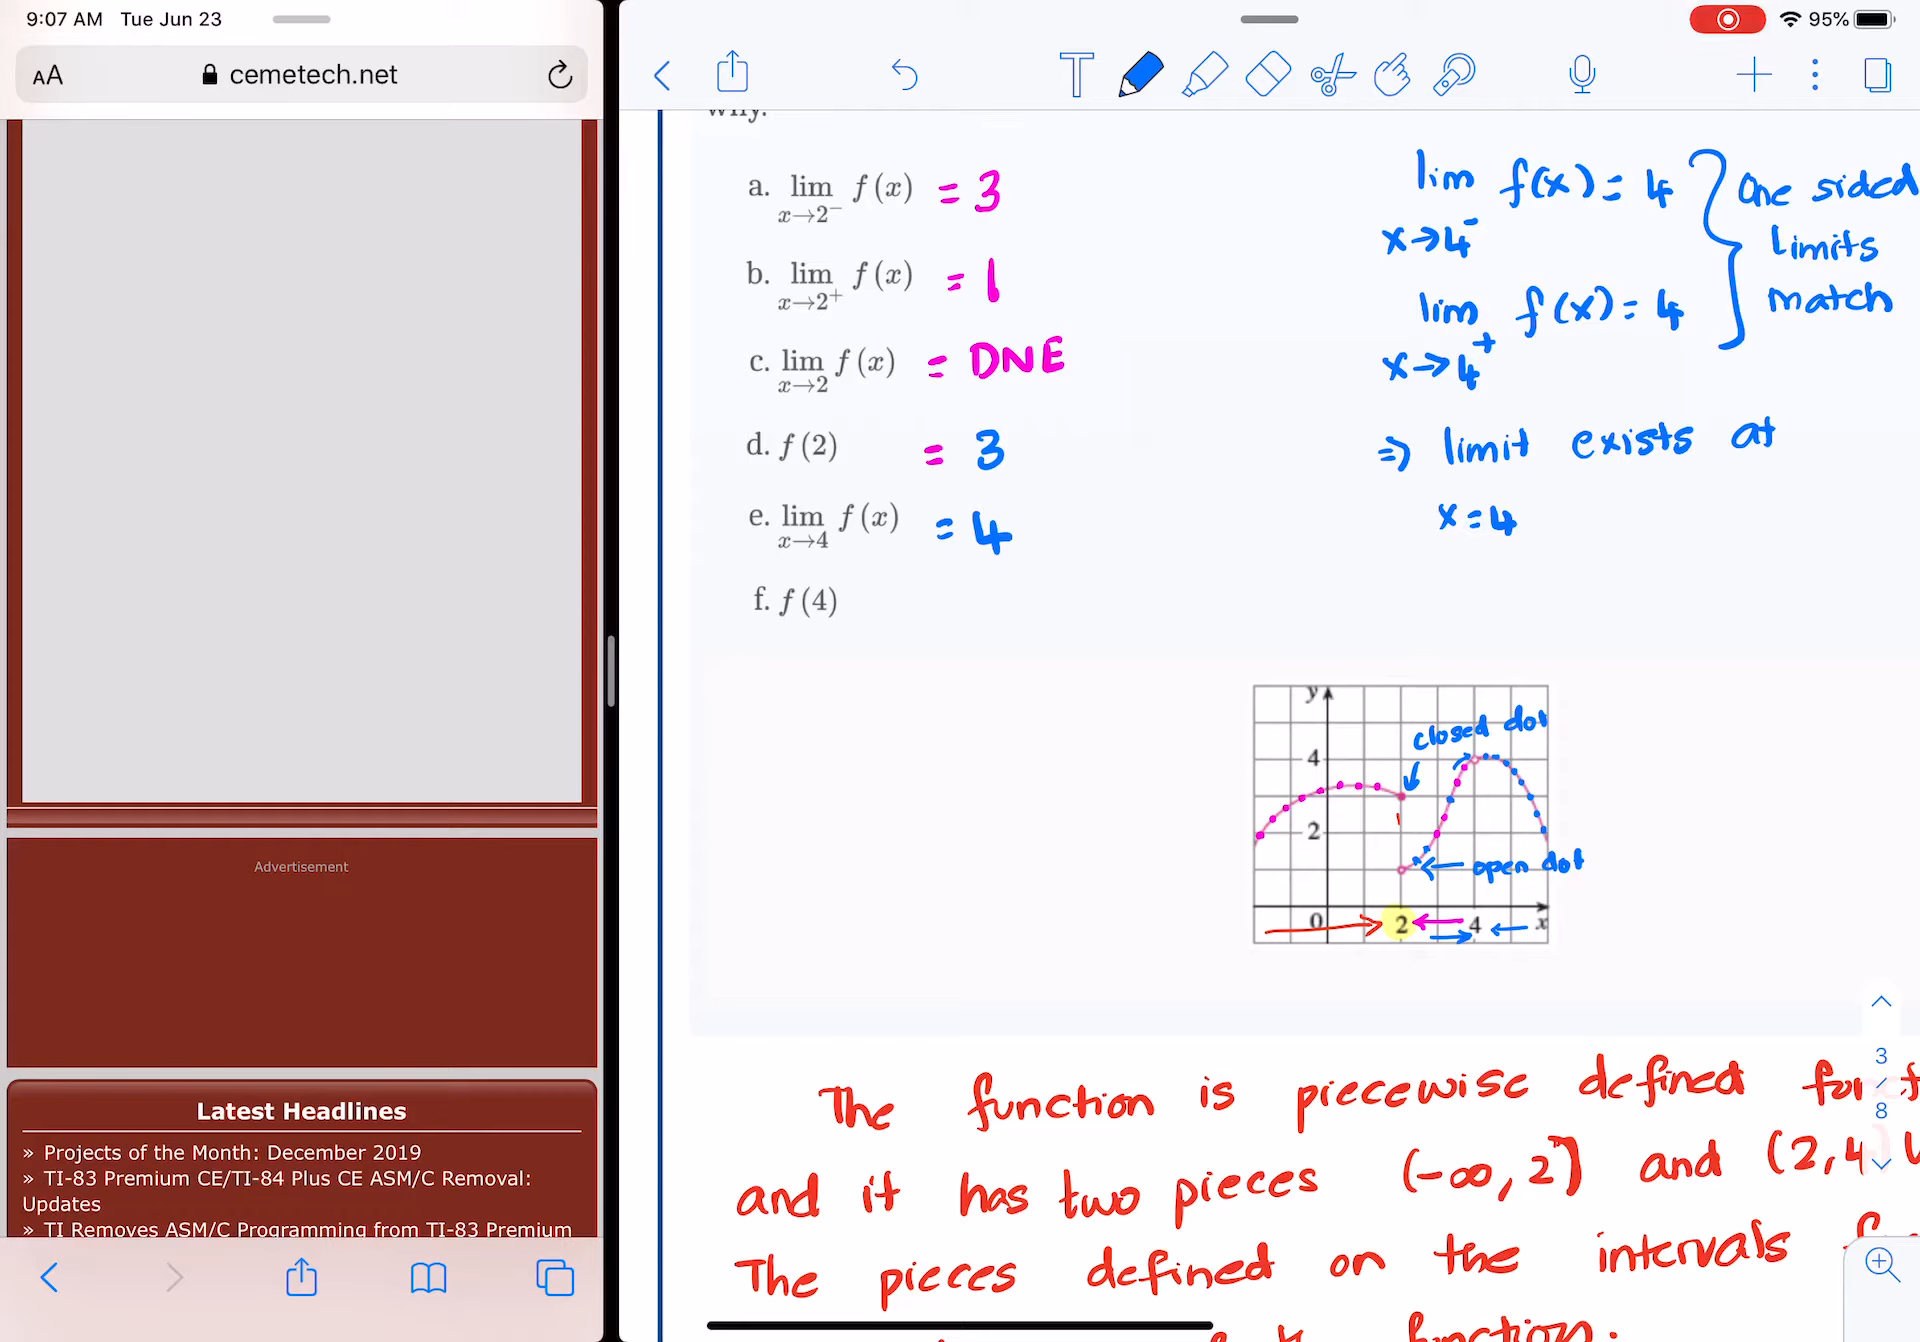 9:07 AM Tue Jun 23
95%
AA cemetech.net
Advertisement
Latest Headlines
» Projects of the Month: December 2019
» TI-83 Premium CE/TI-84 Plus CE ASM/C Removal:
Updates
» TI Removes ASM/C Programming from TI-83 Premium
why.
a. lim f(x) = 3
x→2⁻
b. lim f(x) = 1
x→2⁺
c. lim f(x) = DNE
x→2
d. f(2) = 3
e. lim f(x) = 4
x→4
f. f(4)
lim f(x) = 4
x→4⁻
lim f(x) = 4
x→4⁺
one sided
limits
match
⇒ limit exists at
x = 4
y
closed dot
4
2
open dot
0 2 4 x
3
8
The function is piecewise defined
and it has two pieces (-∞, 2] and (2,4
The pieces defined on the intervals
function.